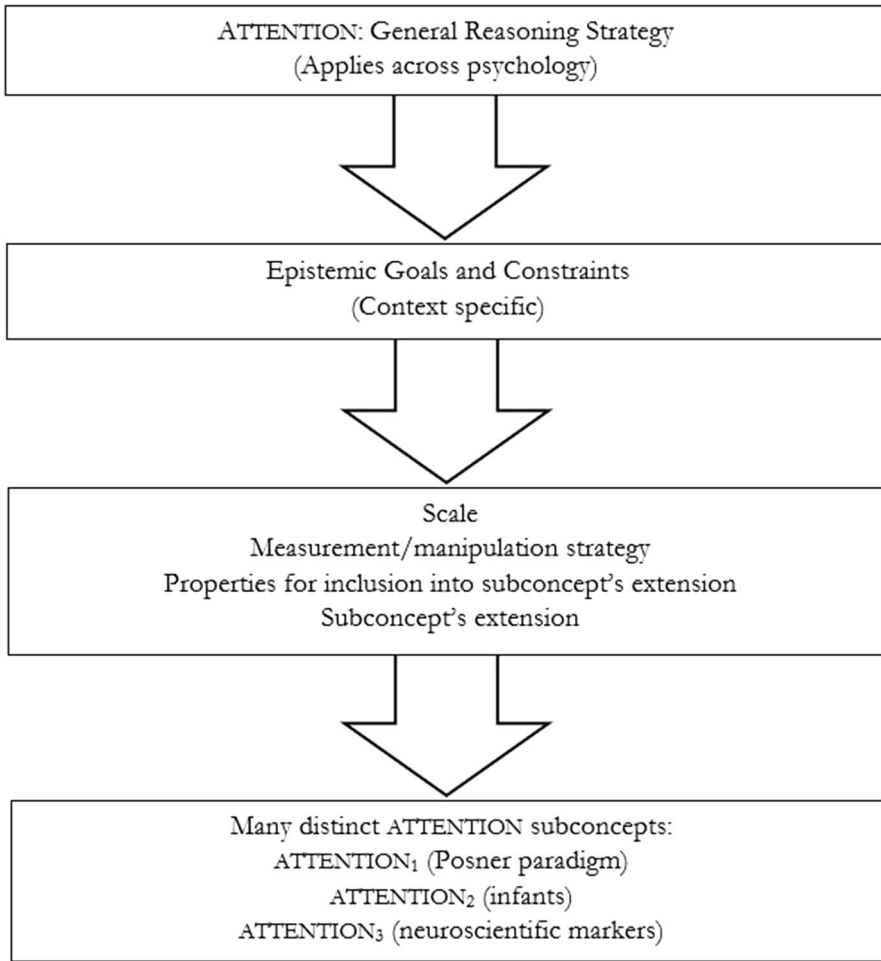 ATTENTION: General Reasoning Strategy
(Applies across psychology)
Epistemic Goals and Constraints
(Context specific)
Scale
Measurement/manipulation strategy
Properties for inclusion into subconcept's extension
Subconcept's extension
Many distinct ATTENTION subconcepts:
ATTENTION₁ (Posner paradigm)
ATTENTION₂ (infants)
ATTENTION₃ (neuroscientific markers)